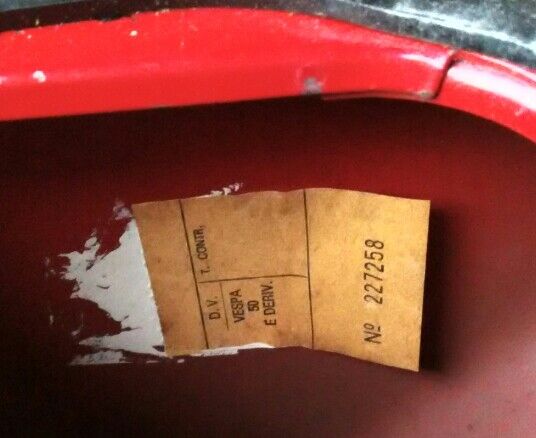 D.V.
T. CONTR.
VESPA
50
E DERIV.
Nº 227258